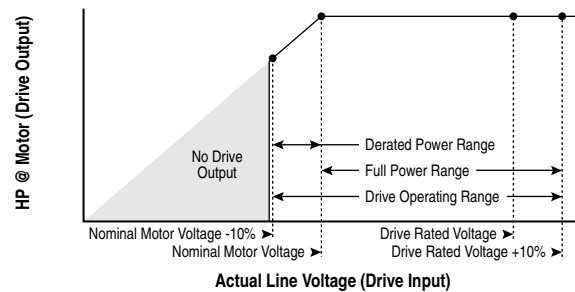 HP @ Motor (Drive Output)
No Drive
Output
Derated Power Range
Full Power Range
Drive Operating Range
Nominal Motor Voltage -10%
Drive Rated Voltage
Nominal Motor Voltage
Drive Rated Voltage +10%
Actual Line Voltage (Drive Input)